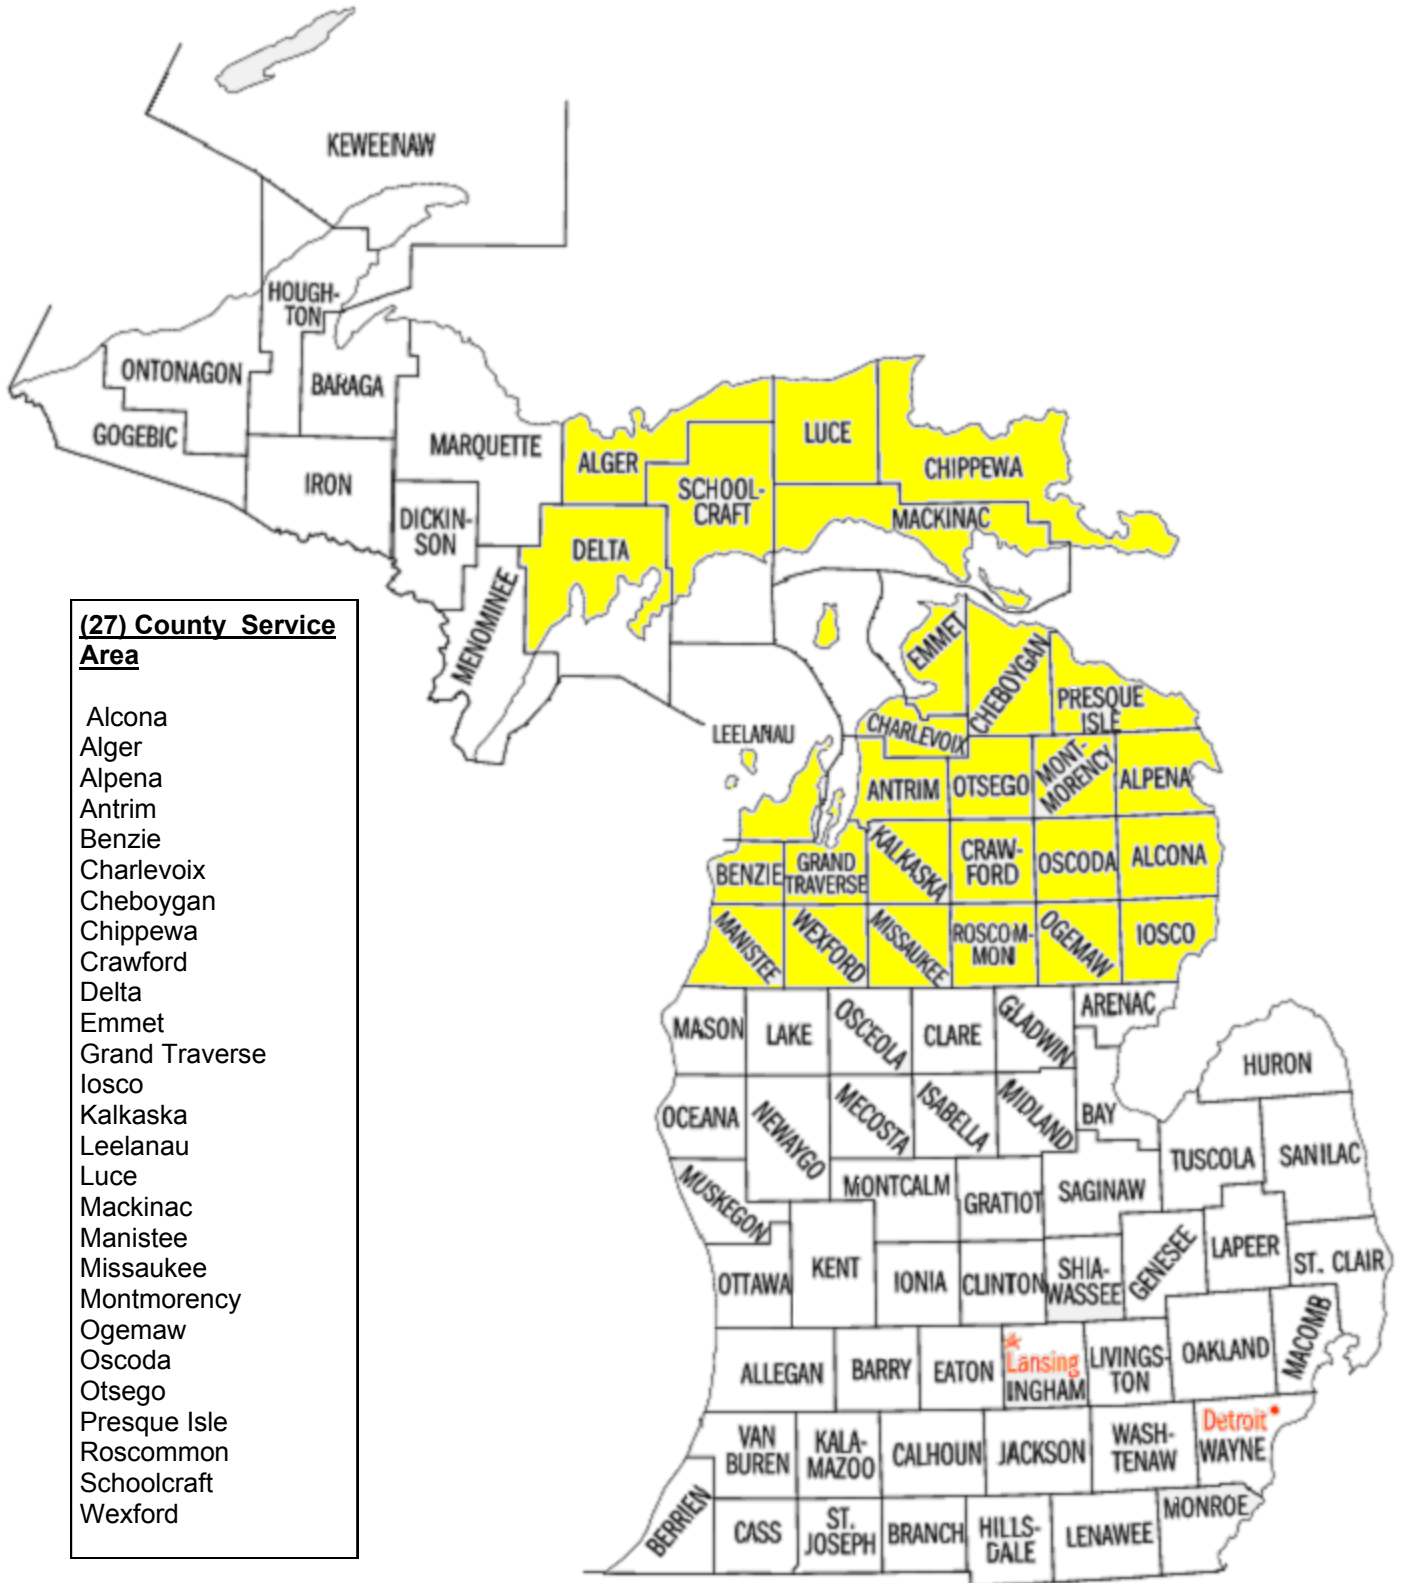 KEWEENAW
HOUGH-
TON
ONTONAGON
BARAGA
GOGEBIC
MARQUETTE
IRON
DICKIN-
SON
MENOMINEE
ALGER
LUCE
CHIPPEWA
SCHOOL-
CRAFT
MACKINAC
DELTA
(27) County Service
Area
Alcona
Alger
Alpena
Antrim
Benzie
Charlevoix
Cheboygan
Chippewa
Crawford
Delta
Emmet
Grand Traverse
Iosco
Kalkaska
Leelanau
Luce
Mackinac
Manistee
Missaukee
Montmorency
Ogemaw
Oscoda
Otsego
Presque Isle
Roscommon
Schoolcraft
Wexford
EMMET
CHEBOYGAN
PRESQUE
ISLE
LEELANAU
CHARLEVOIX
ANTRIM
OTSEGO
MONT-
MORENCY
ALPENA
BENZIE
GRAND
TRAVERSE
KALKASKA
CRAW-
FORD
OSCODA
ALCONA
MANISTEE
WEXFORD
MISSAUKEE
ROSCOM-
MON
OGEMAW
IOSCO
MASON
LAKE
OSCEOLA
CLARE
GLADWIN
ARENAC
HURON
OCEANA
NEWAYGO
MECOSTA
ISABELLA
MIDLAND
BAY
TUSCOLA
SANILAC
MUSKEGON
MONTCALM
GRATIOT
SAGINAW
OTTAWA
KENT
IONIA
CLINTON
SHIA-
WASSEE
GENESEE
LAPEER
ST. CLAIR
ALLEGAN
BARRY
EATON
Lansing
INGHAM
LIVINGS-
TON
OAKLAND
MACOMB
VAN
BUREN
KALA-
MAZOO
CALHOUN
JACKSON
WASH-
TENAW
Detroit
WAYNE
BERRIEN
CASS
ST.
JOSEPH
BRANCH
HILLS-
DALE
LENAWEE
MONROE